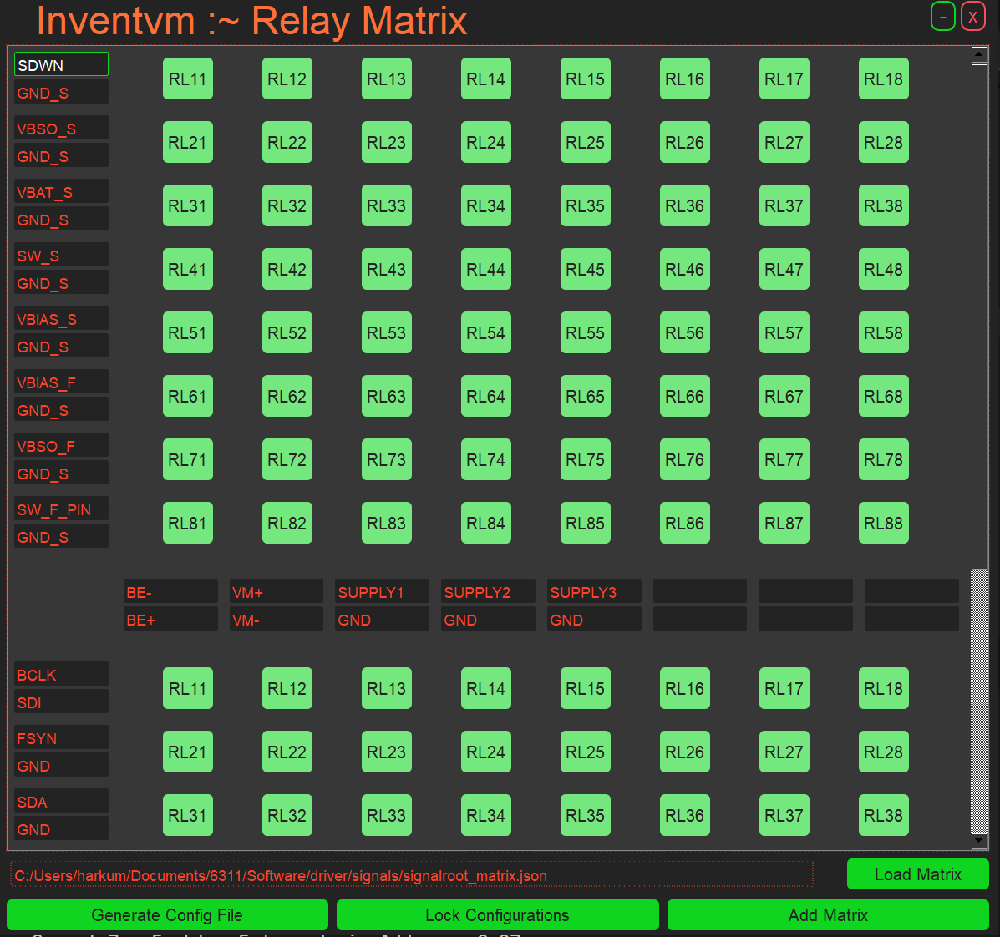 Inventvm :~ Relay Matrix
- X
SDWN
GND_S
RL11 RL12 RL13 RL14 RL15 RL16 RL17 RL18
VBSO_S
GND_S
RL21 RL22 RL23 RL24 RL25 RL26 RL27 RL28
VBAT_S
GND_S
RL31 RL32 RL33 RL34 RL35 RL36 RL37 RL38
SW_S
GND_S
RL41 RL42 RL43 RL44 RL45 RL46 RL47 RL48
VBIAS_S
GND_S
RL51 RL52 RL53 RL54 RL55 RL56 RL57 RL58
VBIAS_F
GND_S
RL61 RL62 RL63 RL64 RL65 RL66 RL67 RL68
VBSO_F
GND_S
RL71 RL72 RL73 RL74 RL75 RL76 RL77 RL78
SW_F_PIN
GND_S
RL81 RL82 RL83 RL84 RL85 RL86 RL87 RL88
BE- VM+ SUPPLY1 SUPPLY2 SUPPLY3
BE+ VM- GND GND GND
BCLK
SDI
RL11 RL12 RL13 RL14 RL15 RL16 RL17 RL18
FSYN
GND
RL21 RL22 RL23 RL24 RL25 RL26 RL27 RL28
SDA
GND
RL31 RL32 RL33 RL34 RL35 RL36 RL37 RL38
C:/Users/harkum/Documents/6311/Software/driver/signals/signalroot_matrix.json
Load Matrix
Generate Config File Lock Configurations Add Matrix